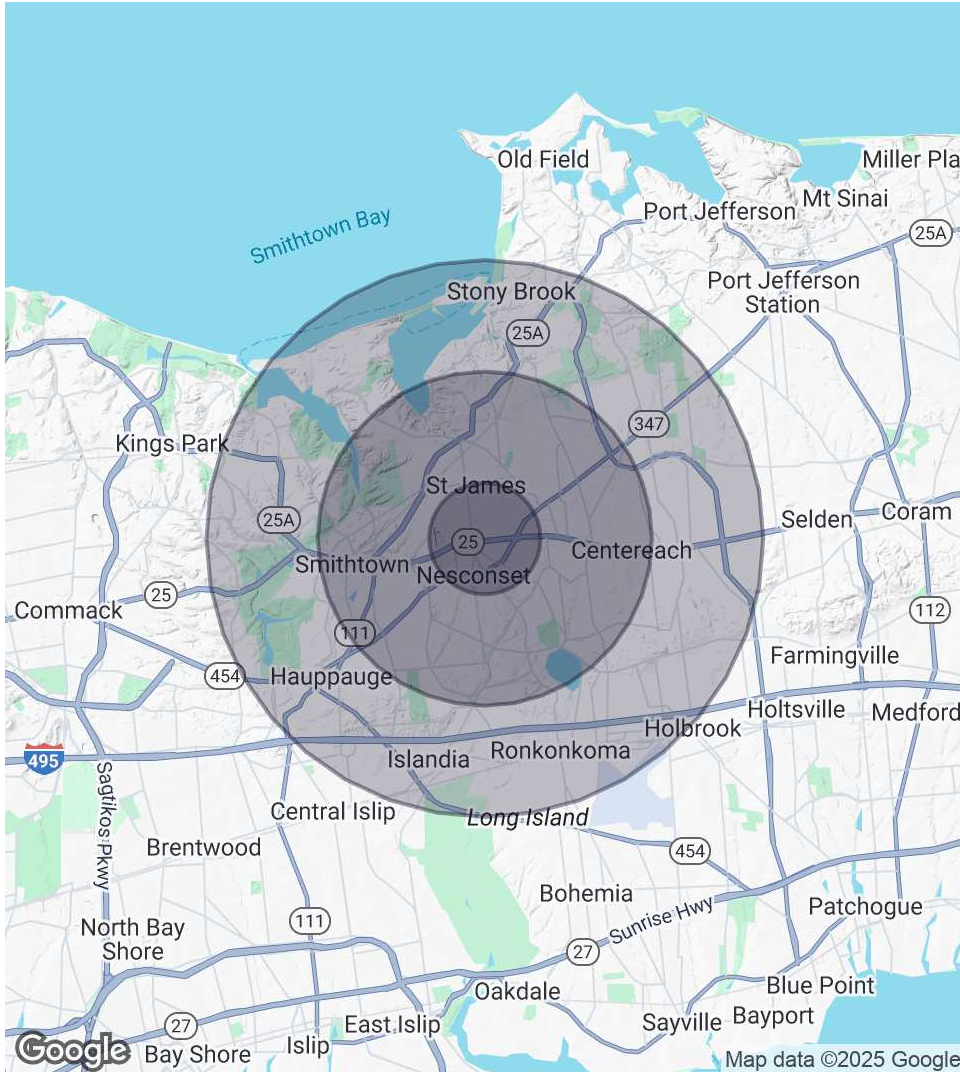 Old Field
Miller Pla
Mt Sinai
Port Jefferson
Smithtown Bay
25A
Port Jefferson
Station
Stony Brook
25A
347
Kings Park
St James
25A
Selden
Coram
25
Centereach
Smithtown
Nesconset
25
Commack
112
111
Farmingville
454
Hauppauge
Holtsville
Medford
Holbrook
495
Islandia
Ronkonkoma
Sagtikos Pkwy
Central Islip
Long Island
Brentwood
454
Bohemia
111
North Bay
Shore
Sunrise Hwy
Patchogue
27
Oakdale
Blue Point
27
East Islip
Sayville
Bayport
Islip
Google
Bay Shore
Map data ©2025 Google